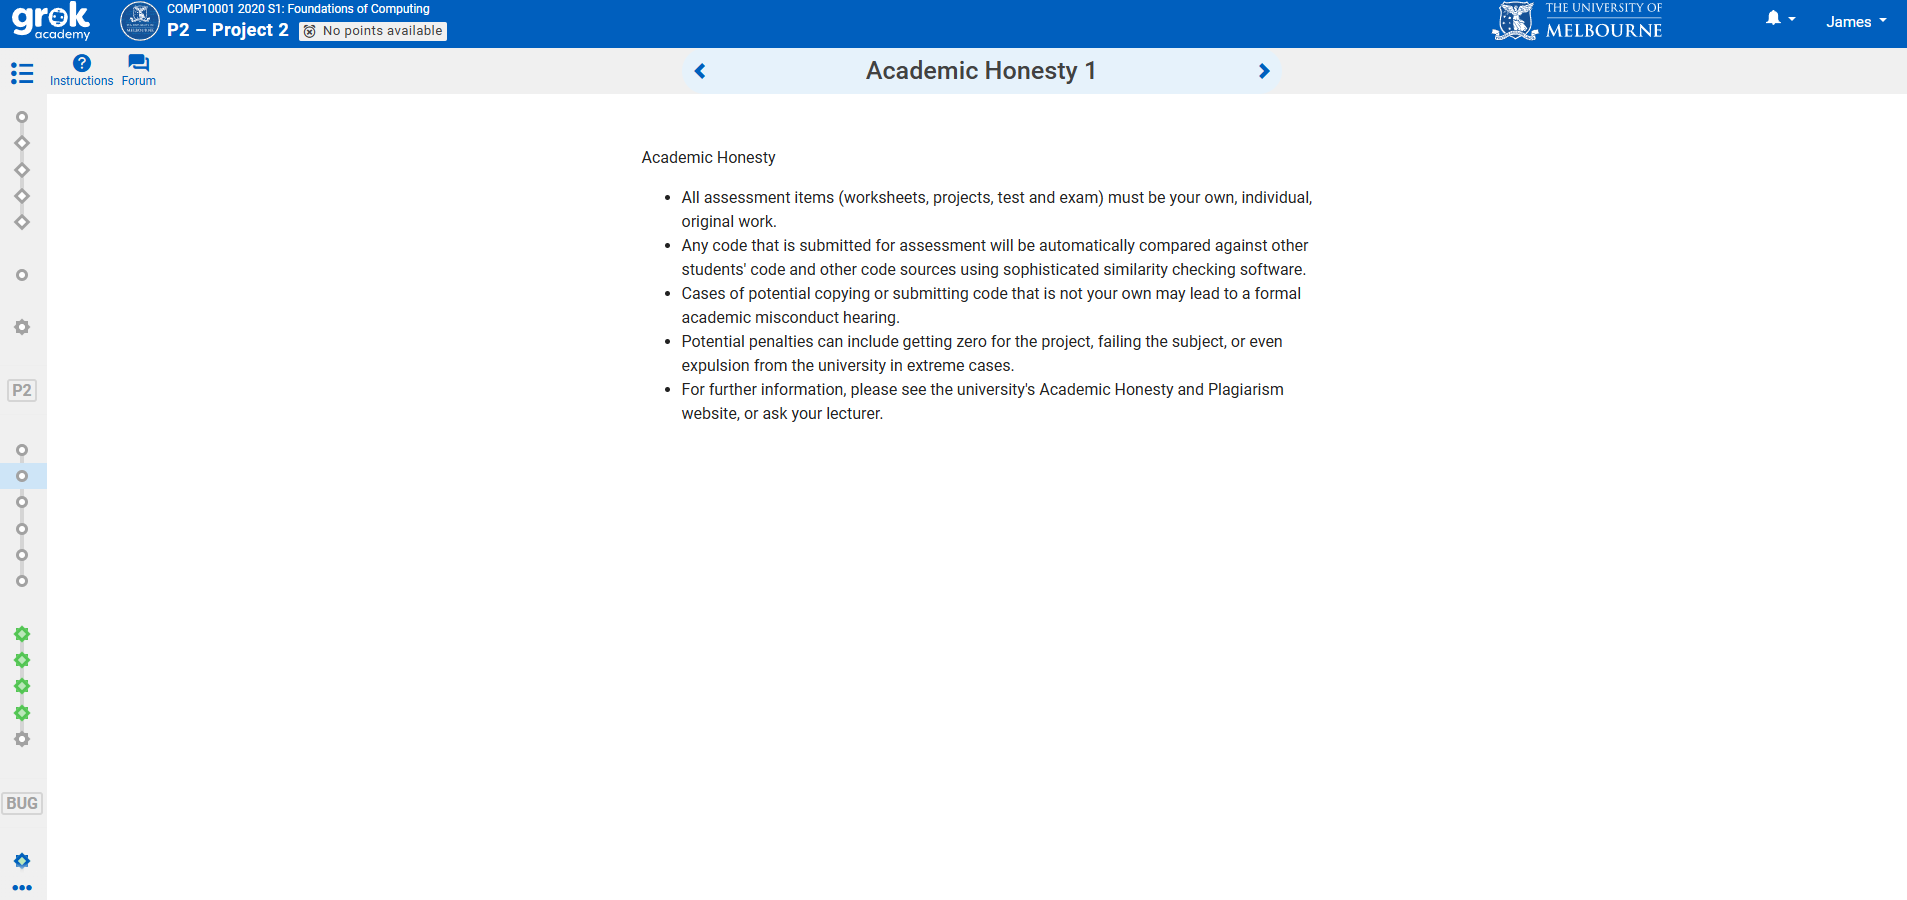 grok
academy
COMP10001 2020 S1: Foundations of Computing
P2 – Project 2
No points available
THE UNIVERSITY OF
MELBOURNE
James
Instructions
Forum
Academic Honesty 1
P2
BUG
Academic Honesty
• All assessment items (worksheets, projects, test and exam) must be your own, individual,
original work.
• Any code that is submitted for assessment will be automatically compared against other
students' code and other code sources using sophisticated similarity checking software.
• Cases of potential copying or submitting code that is not your own may lead to a formal
academic misconduct hearing.
• Potential penalties can include getting zero for the project, failing the subject, or even
expulsion from the university in extreme cases.
• For further information, please see the university's Academic Honesty and Plagiarism
website, or ask your lecturer.